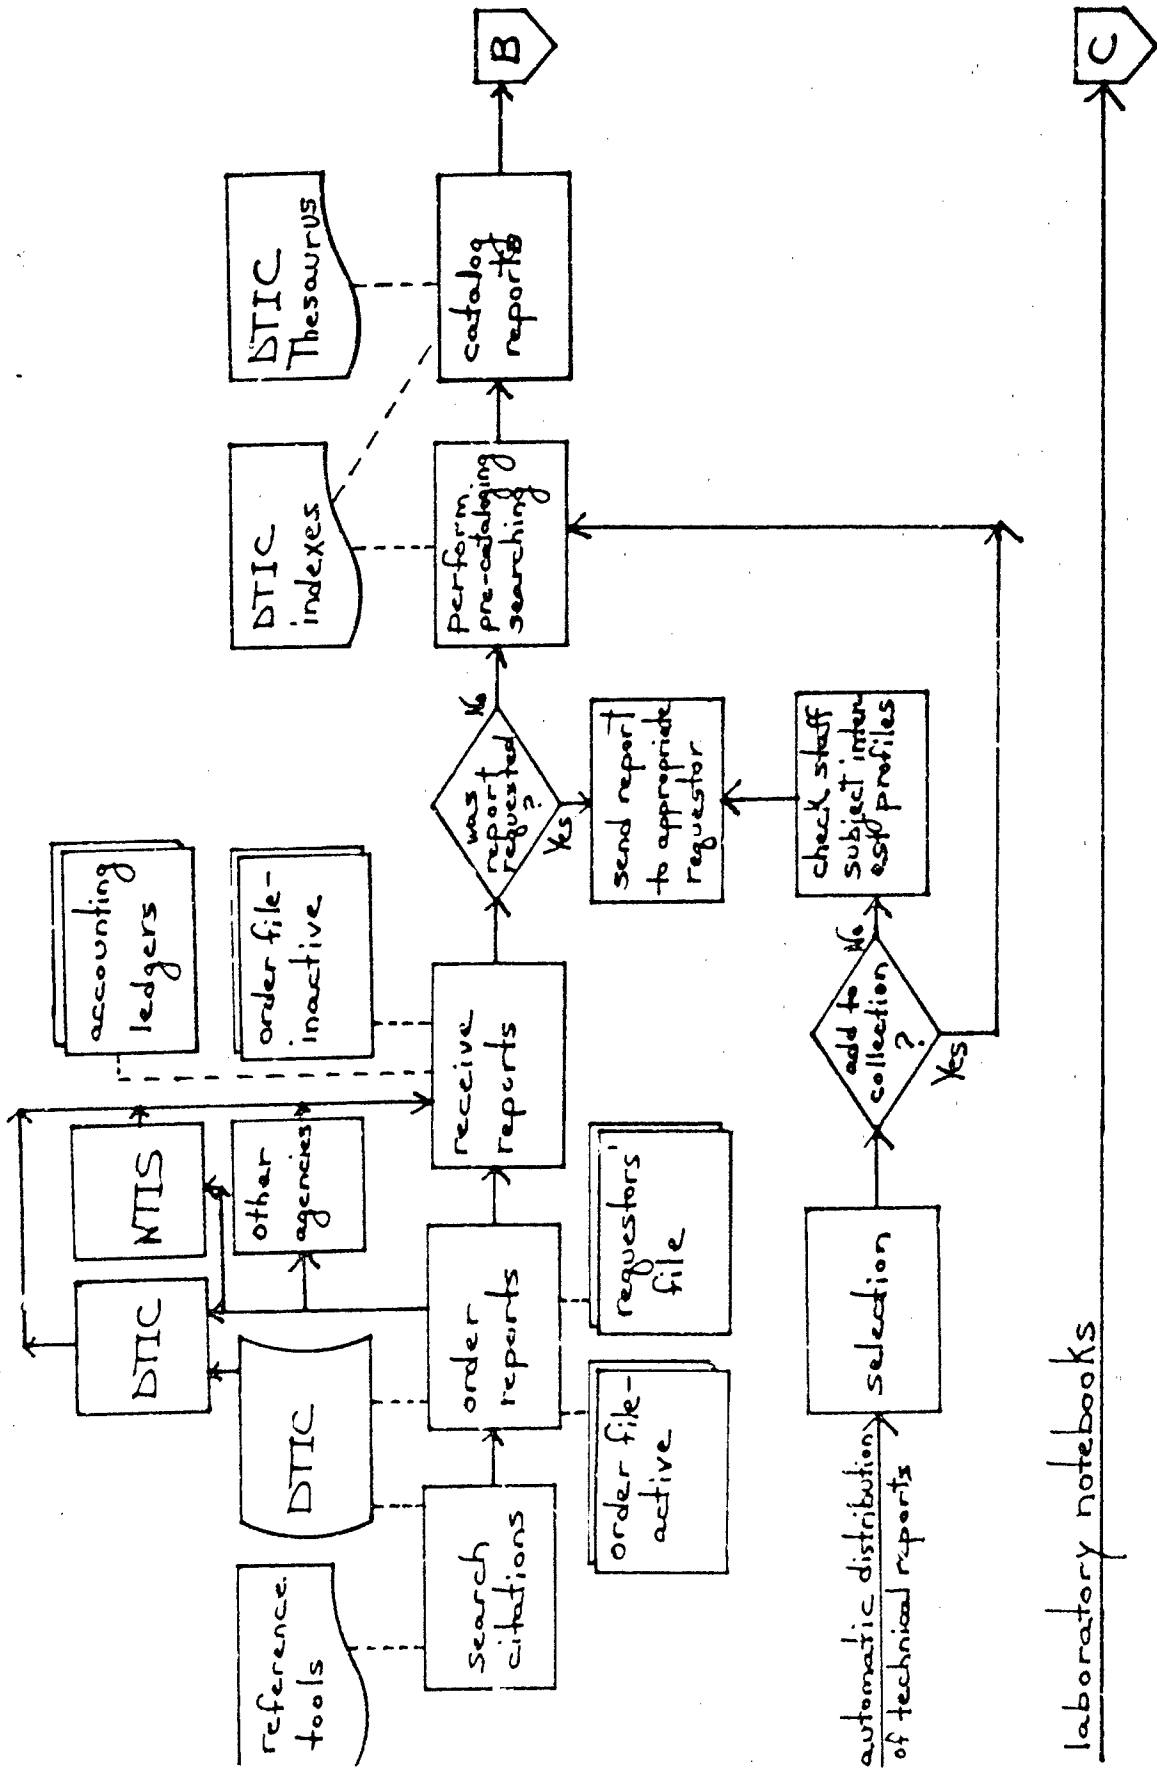 reference
tools
search
citations
DTIC
order file-
active
order
reports
requestors'
file
DTIC
NTIS
other
agencies
accounting
ledgers
order file-
inactive
receive
reports
was
report
requested
?
No
Yes
send report
to appropriate
requestor
DTIC
indexes
perform
pre-cataloging
searching
DTIC
Thesaurus
catalog
reports
B
automatic distribution
of technical reports
selection
add to
collection
?
No
Yes
check staff
subject inter-
est profiles
laboratory notebooks
C